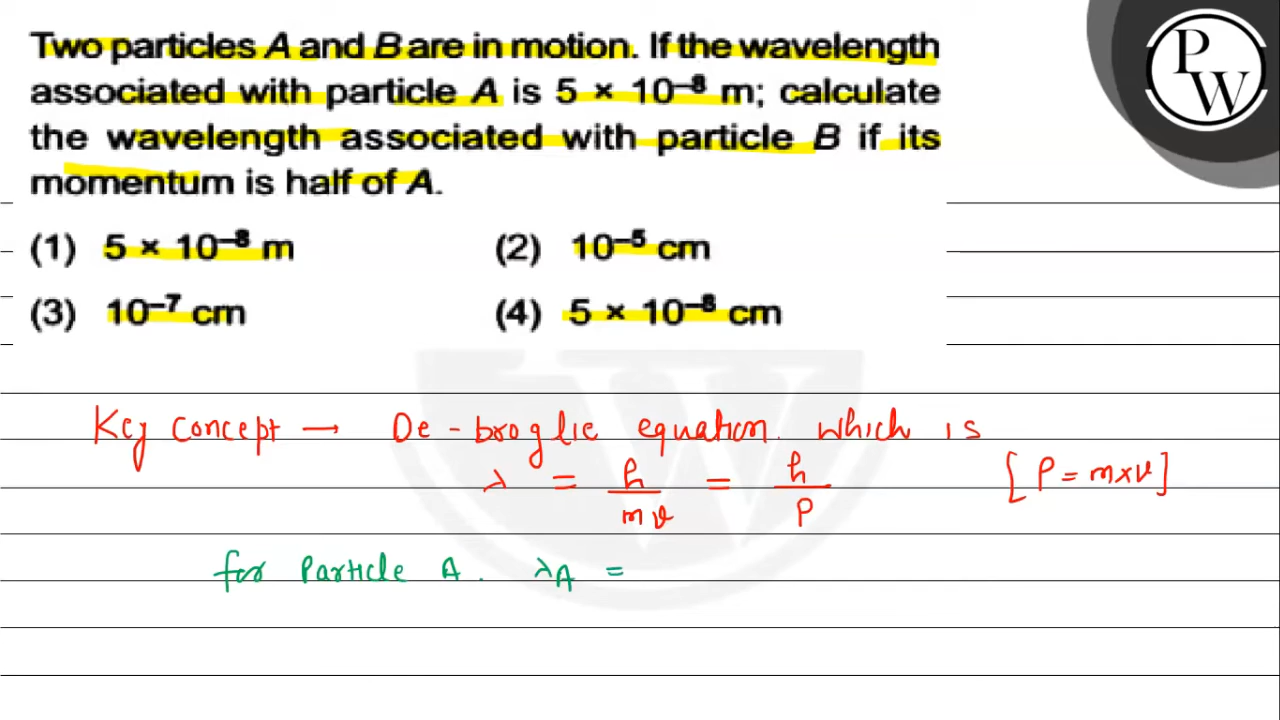 Two particles A and B are in motion. If the wavelength
associated with particle A is 5 × 10⁻⁸ m; calculate
the wavelength associated with particle B if its
momentum is half of A.
(1) 5 × 10⁻⁸ m (2) 10⁻⁵ cm
(3) 10⁻⁷ cm (4) 5 × 10⁻⁸ cm
Key concept → De-broglie equation. which is
λ = h/mv = h/P [P = m×v]
for Particle A. λA =
PW